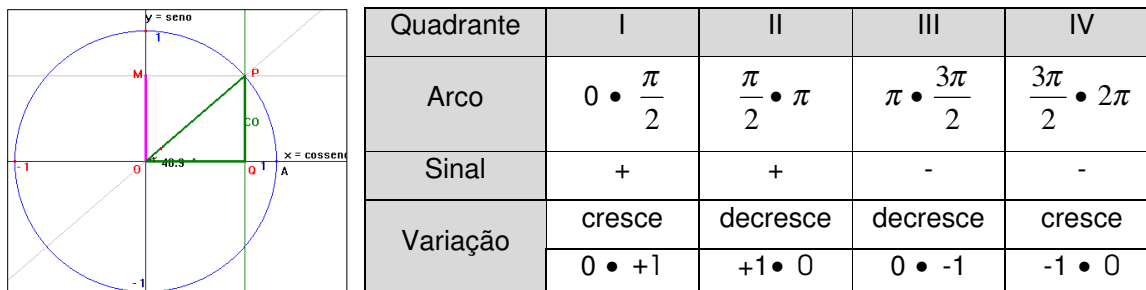 y = seno
1
M
P
CO
x = cosseno
-1
O
40.9 °
Q
1
A
-1
Quadrante I II III IV
Arco 0 • π/2 π/2 • π π • 3π/2 3π/2 • 2π
Sinal + + - -
Variação cresce decresce decresce cresce
0 • +1 +1 • 0 0 • -1 -1 • 0